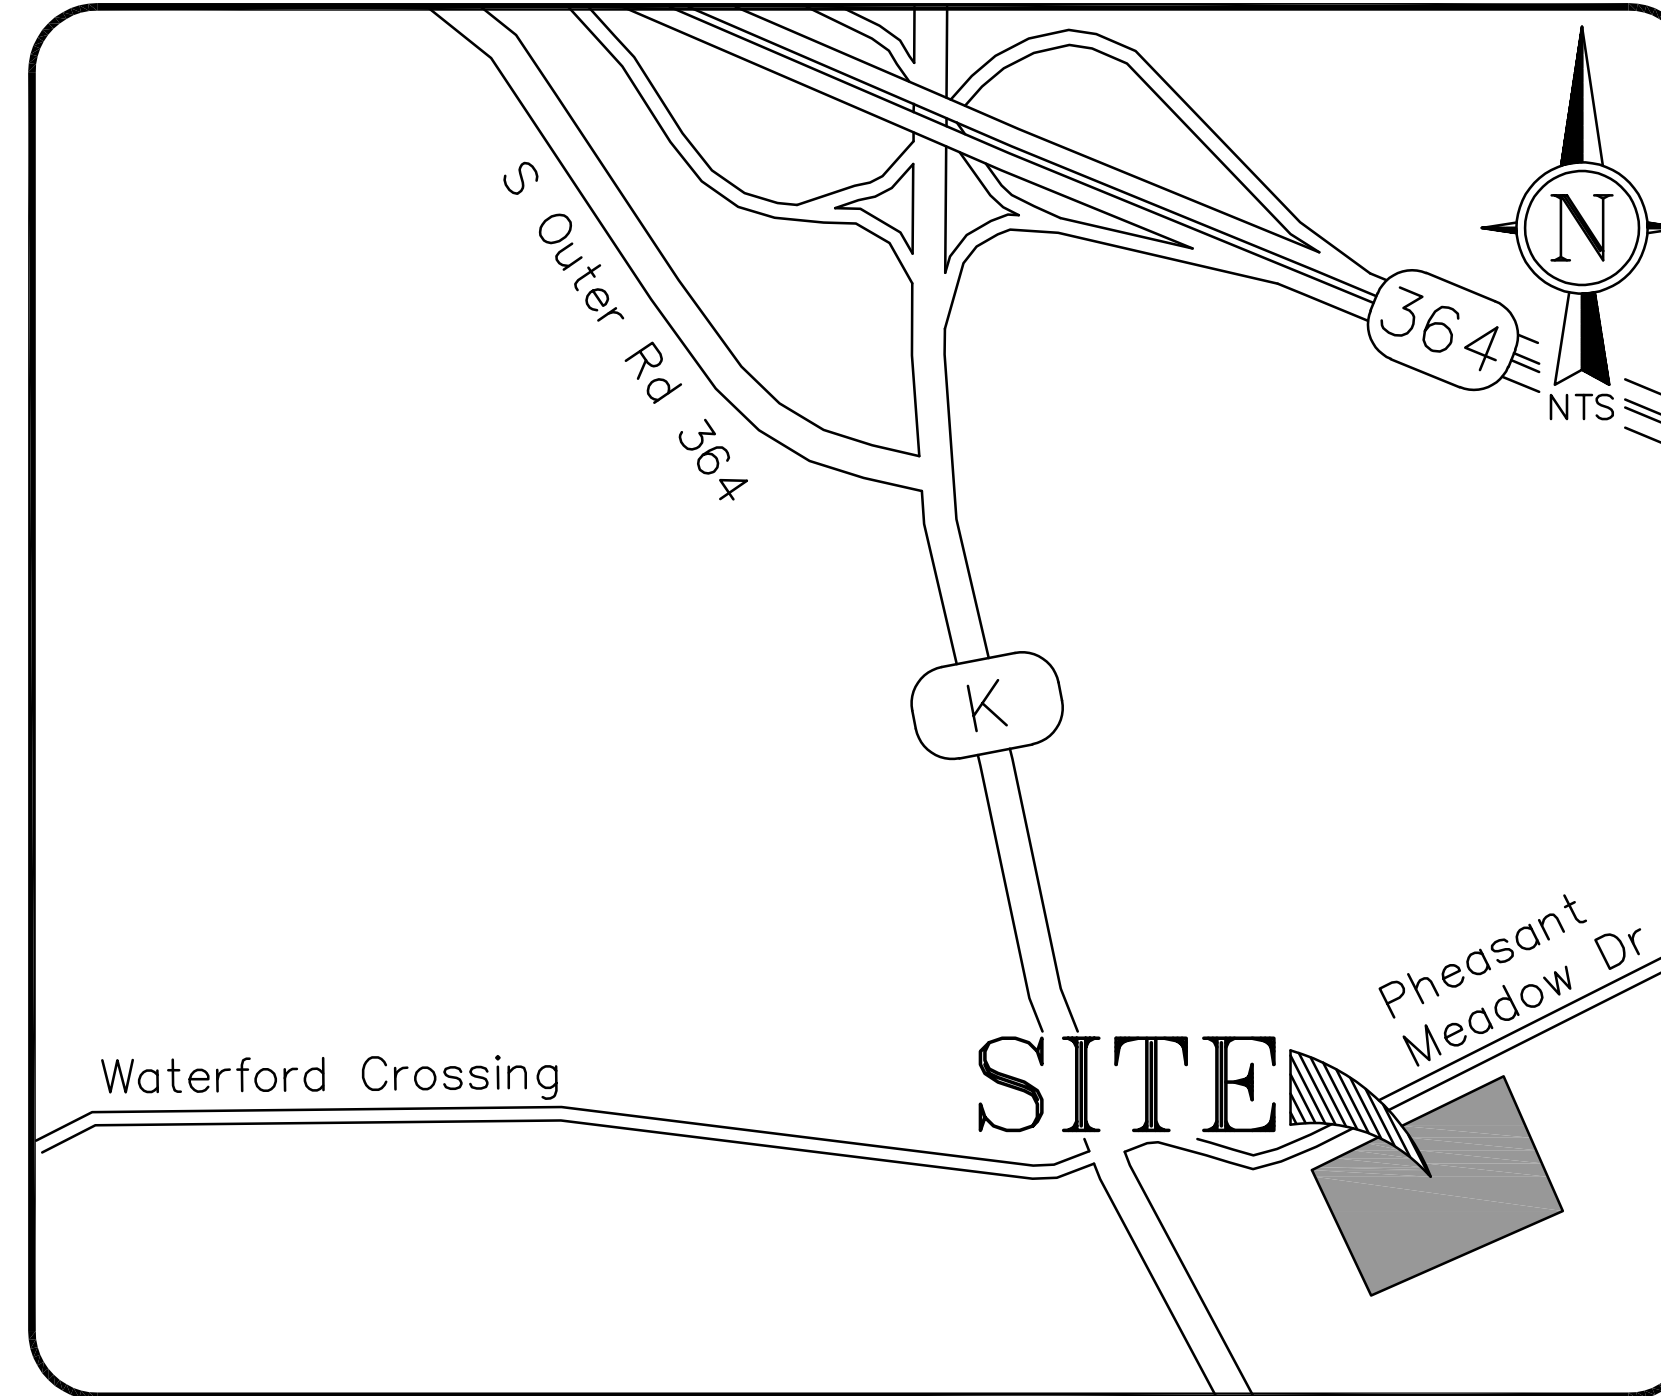 N
364
NTS
S Outer Rd 364
K
Pheasant
Meadow Dr
SITE
Waterford Crossing